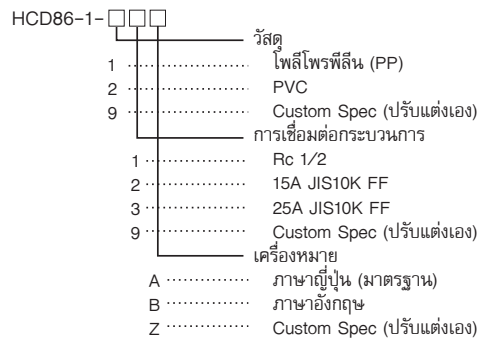 HCD86-1-□□□
วัสดุ
1 ............... โพลีโพรพีลีน (PP)
2 ............... PVC
9 ............... Custom Spec (ปรับแต่งเอง)
การเชื่อมต่อกระบวนการ
1 ............... Rc 1/2
2 ............... 15A JIS10K FF
3 ............... 25A JIS10K FF
9 ............... Custom Spec (ปรับแต่งเอง)
เครื่องหมาย
A ............... ภาษาญี่ปุ่น (มาตรฐาน)
B ............... ภาษาอังกฤษ
Z ............... Custom Spec (ปรับแต่งเอง)